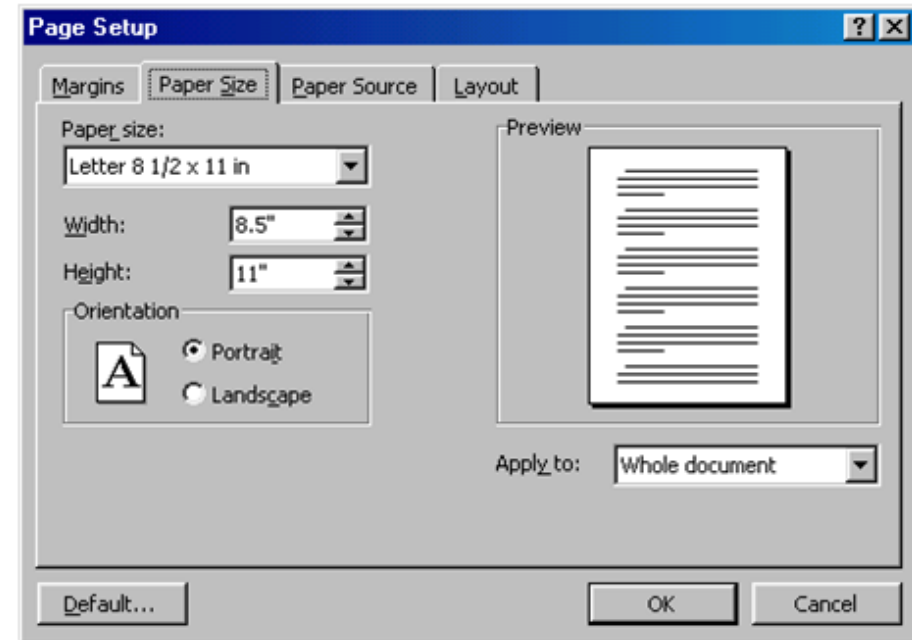 Page Setup
Margins Paper Size Paper Source Layout
Paper size:
Letter 8 1/2 x 11 in
Width: 8.5"
Height: 11"
Orientation
A
Portrait
Landscape
Preview
Apply to: Whole document
Default... OK Cancel